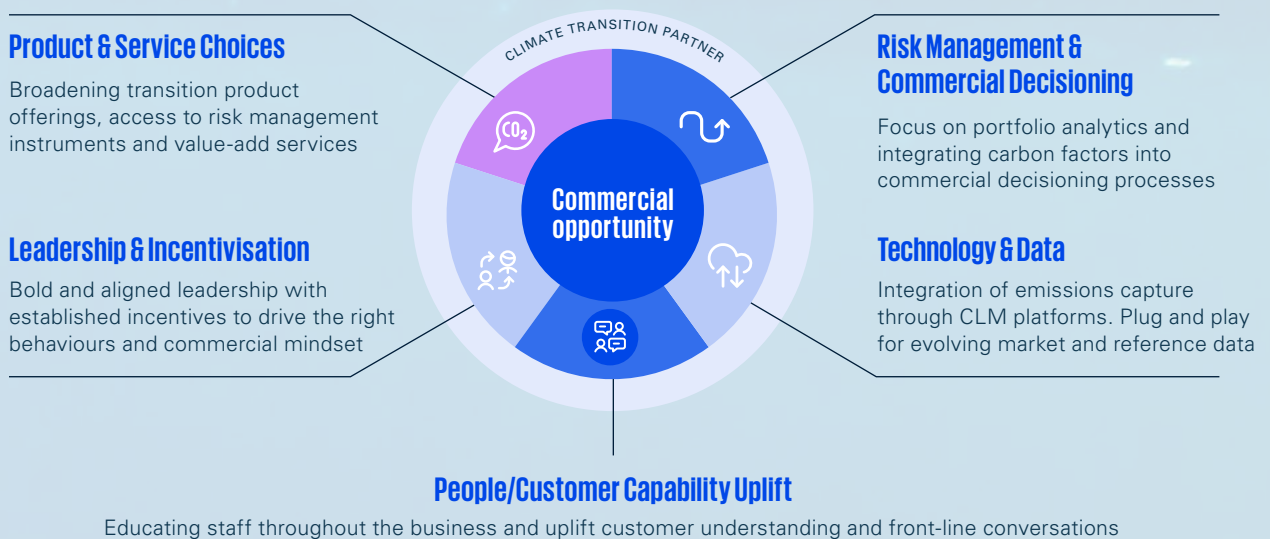 CLIMATE TRANSITION PARTNER
Product & Service Choices
Broadening transition product
offerings, access to risk management
instruments and value-add services
Risk Management &
Commercial Decisioning
Focus on portfolio analytics and
integrating carbon factors into
commercial decisioning processes
CO2
Commercial
opportunity
Leadership & Incentivisation
Bold and aligned leadership with
established incentives to drive the right
behaviours and commercial mindset
Technology & Data
Integration of emissions capture
through CLM platforms. Plug and play
for evolving market and reference data
People/Customer Capability Uplift
Educating staff throughout the business and uplift customer understanding and front-line conversations